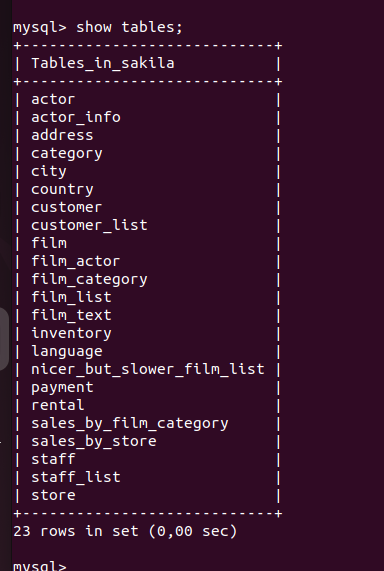 mysql> show tables;
+----------------------------+
| Tables_in_sakila           |
+----------------------------+
| actor                      |
| actor_info                 |
| address                    |
| category                   |
| city                       |
| country                    |
| customer                   |
| customer_list              |
| film                       |
| film_actor                 |
| film_category              |
| film_list                  |
| film_text                  |
| inventory                  |
| language                   |
| nicer_but_slower_film_list |
| payment                    |
| rental                     |
| sales_by_film_category     |
| sales_by_store             |
| staff                      |
| staff_list                 |
| store                      |
+----------------------------+
23 rows in set (0,00 sec)
mysql>